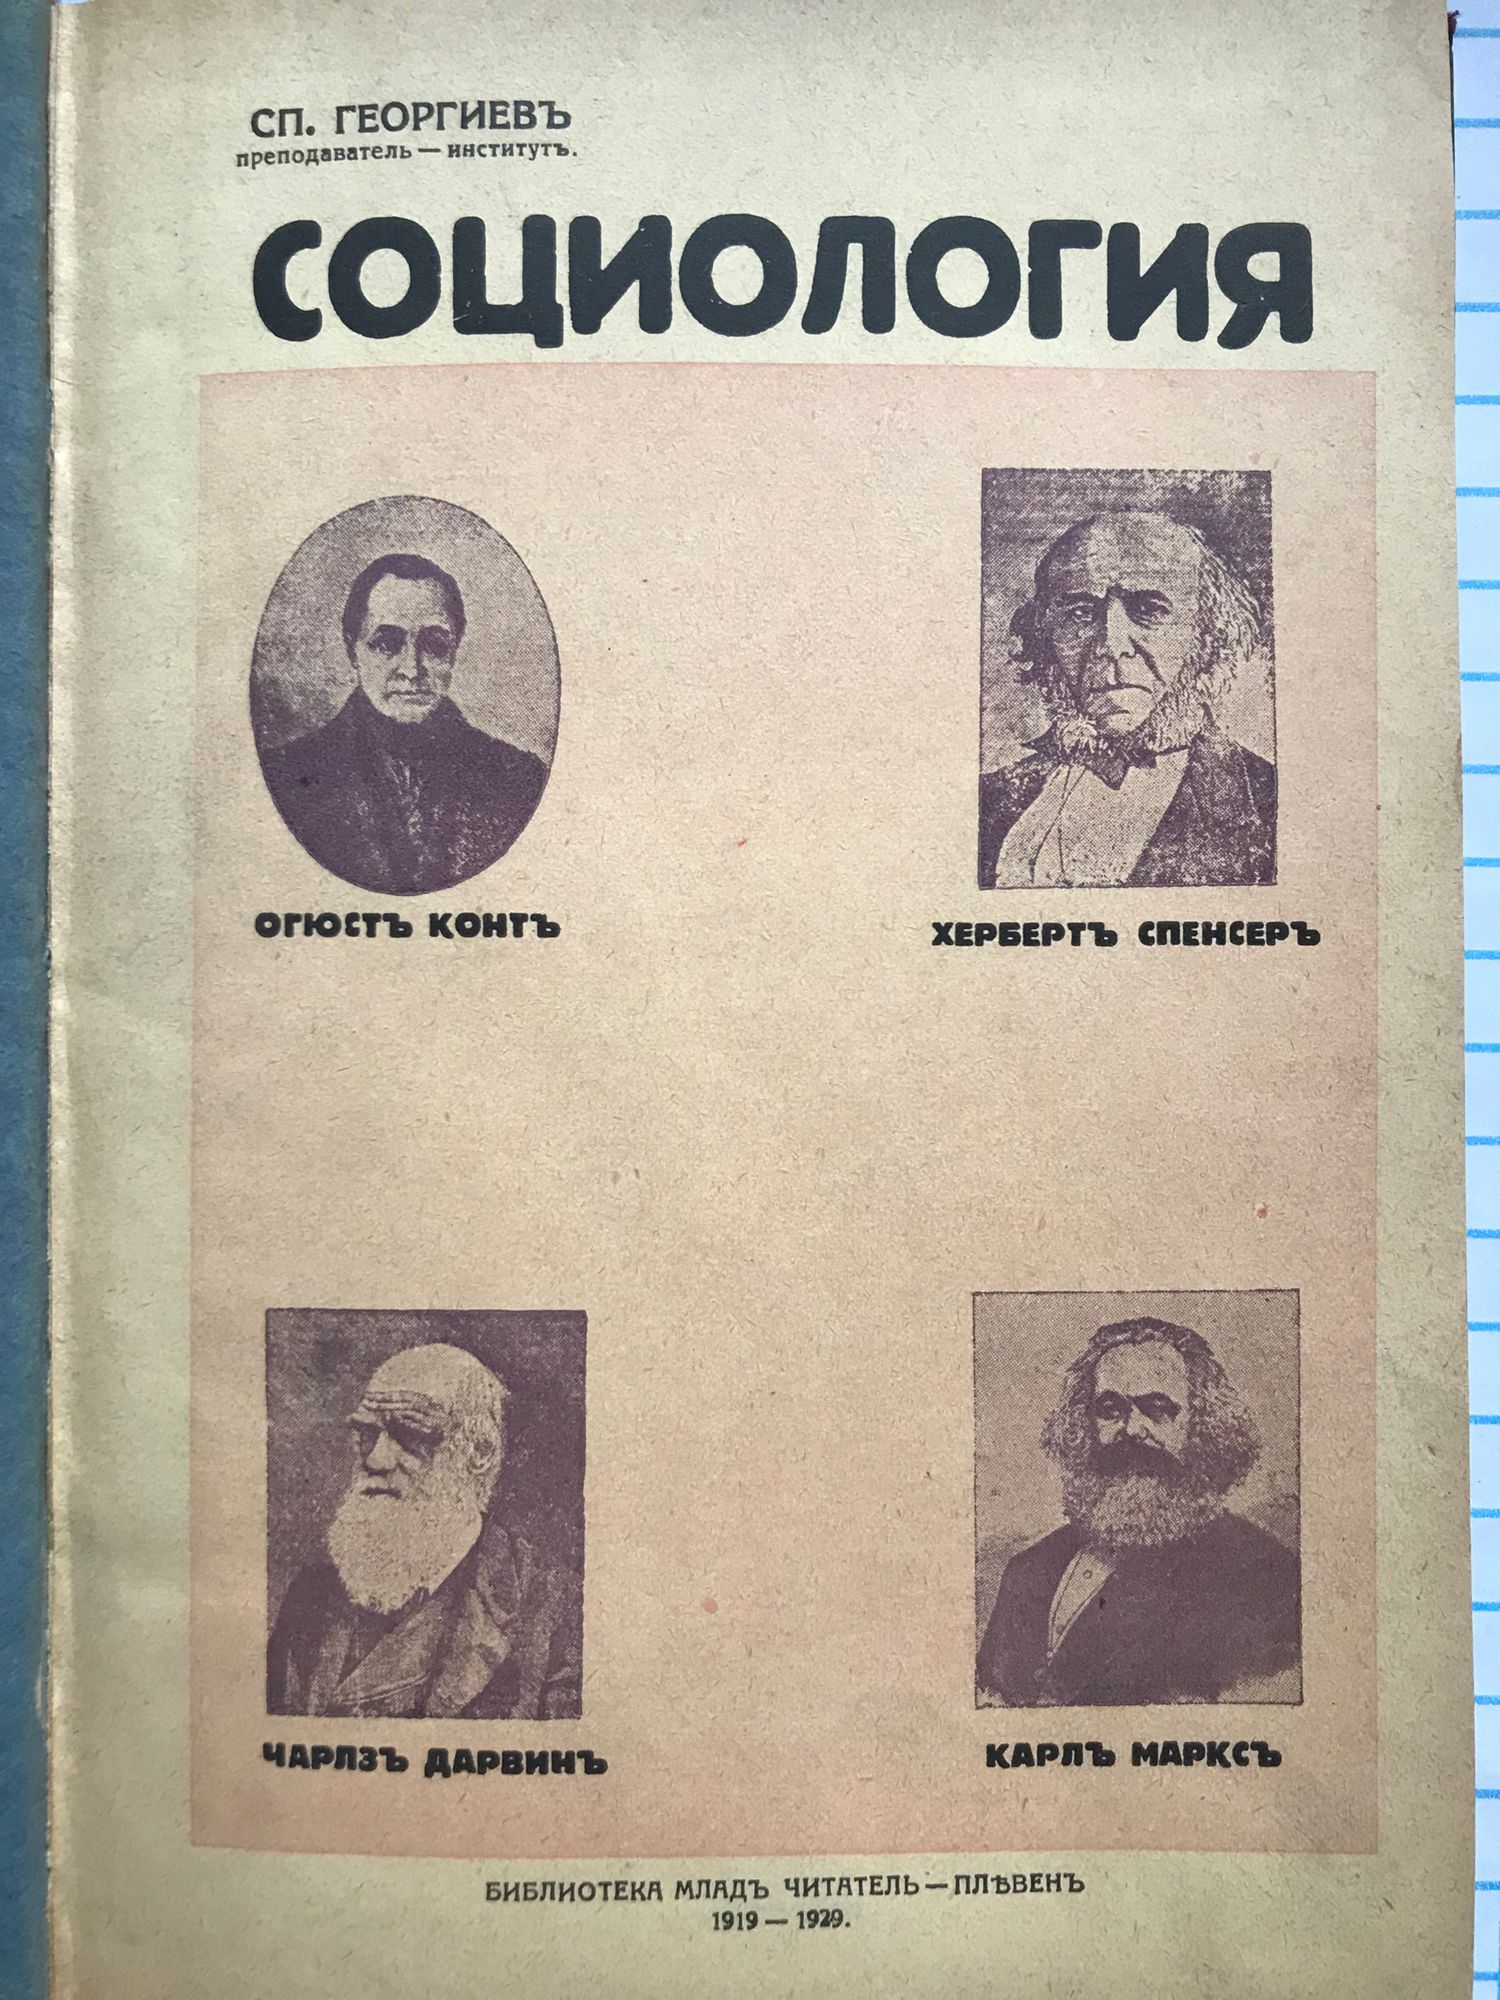 СП. ГЕОРГИЕВЪ
преподаватель — институтъ.
СОЦИОЛОГИЯ
ОГЮСТЪ КОНТЪ
ХЕРБЕРТЪ СПЕНСЕРЪ
ЧАРЛЗЪ ДАРВИНЪ
КАРЛЪ МАРКСЪ
БИБЛИОТЕКА МЛАДЪ ЧИТАТЕЛЬ — ПЛѢВЕНЪ
1919 — 1929.